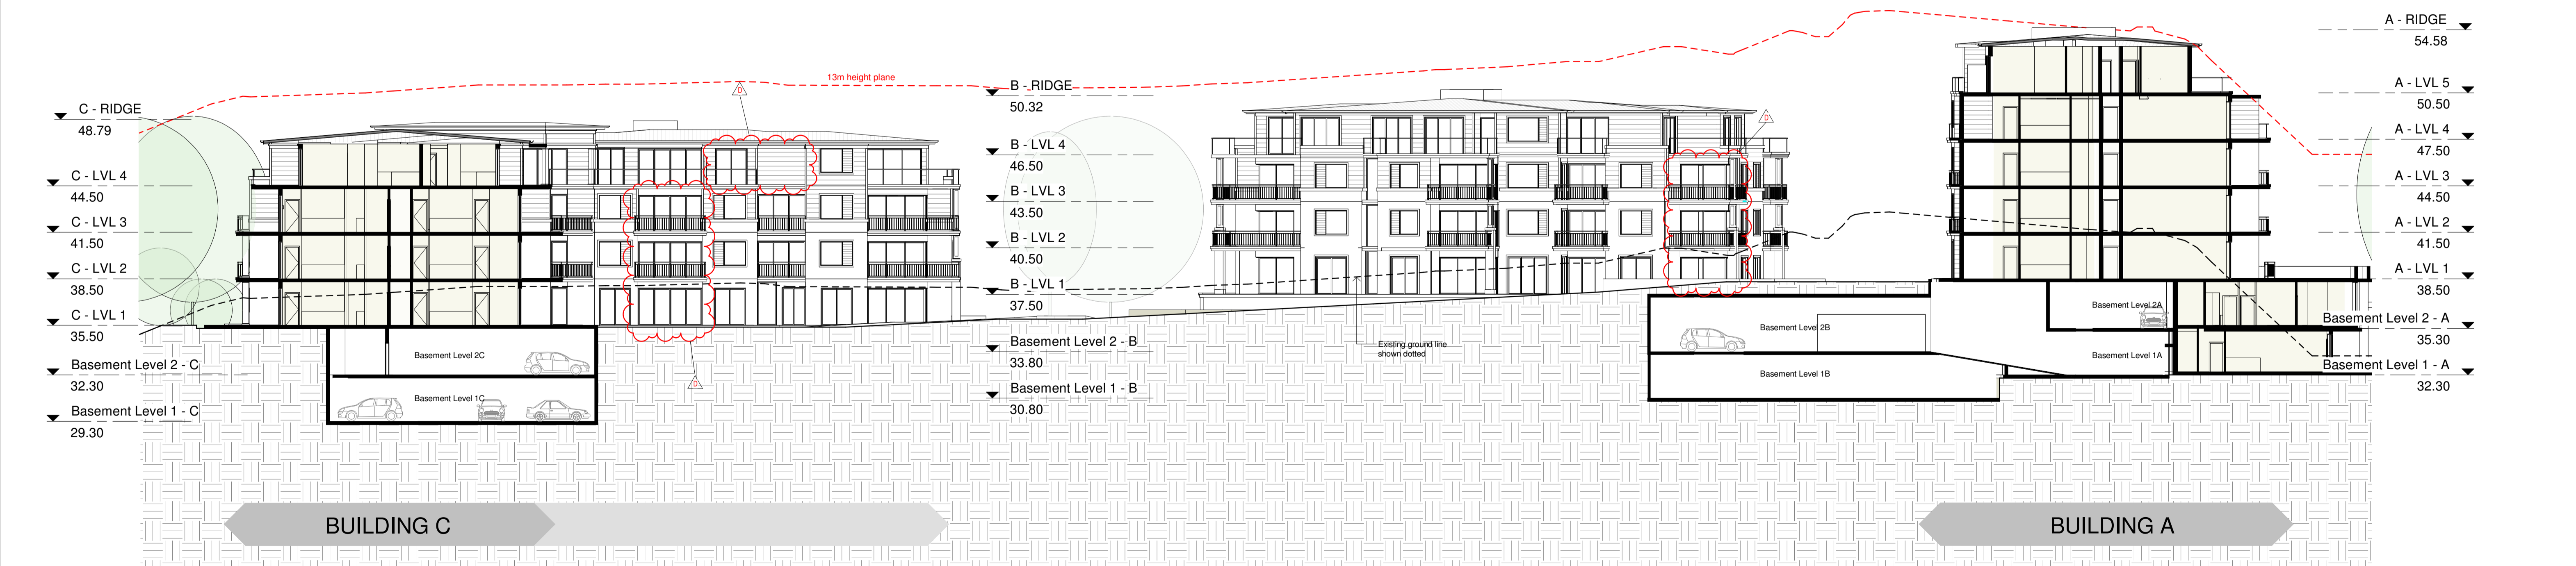 13m height plane
C - RIDGE
48.79
C - LVL 4
44.50
C - LVL 3
41.50
C - LVL 2
38.50
C - LVL 1
35.50
Basement Level 2 - C
32.30
Basement Level 1 - C
29.30
D
D
Basement Level 2C
Basement Level 1C
BUILDING C
B - RIDGE
50.32
B - LVL 4
46.50
B - LVL 3
43.50
B - LVL 2
40.50
B - LVL 1
37.50
Basement Level 2 - B
33.80
Basement Level 1 - B
30.80
D
Existing ground line
shown dotted
Basement Level 2B
Basement Level 1B
Basement Level 2A
Basement Level 1A
BUILDING A
A - RIDGE
54.58
A - LVL 5
50.50
A - LVL 4
47.50
A - LVL 3
44.50
A - LVL 2
41.50
A - LVL 1
38.50
Basement Level 2 - A
35.30
Basement Level 1 - A
32.30